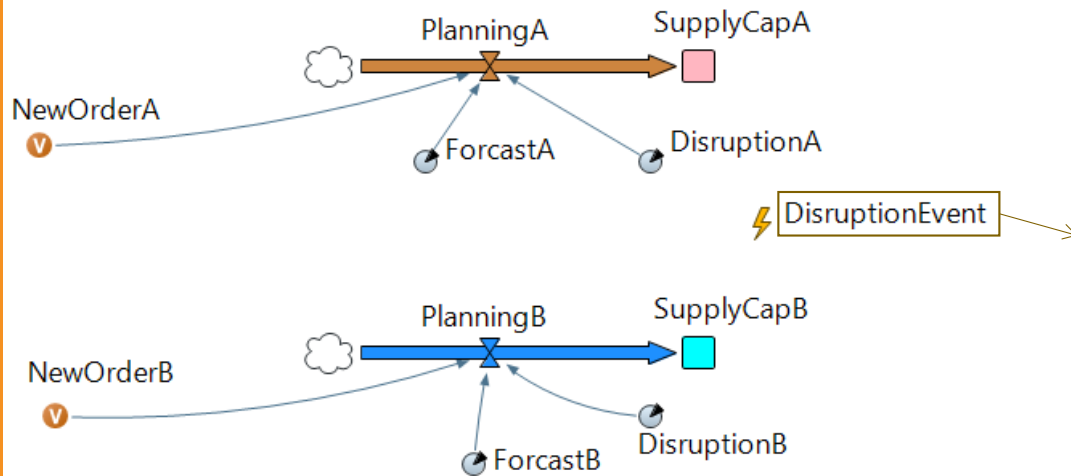 PlanningA
SupplyCapA
NewOrderA
V
ForcastA
DisruptionA
DisruptionEvent
PlanningB
SupplyCapB
NewOrderB
V
DisruptionB
ForcastB